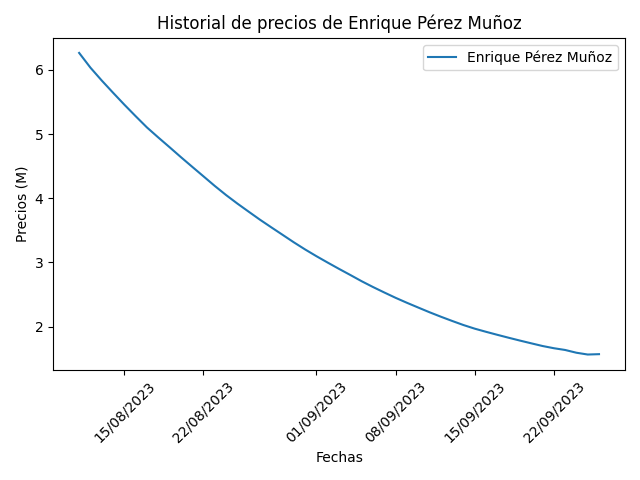 Historial de precios de Enrique Pérez Muñoz
Enrique Pérez Muñoz
Precios (M)
6
5
4
3
2
15/08/2023
22/08/2023
01/09/2023
08/09/2023
15/09/2023
22/09/2023
Fechas